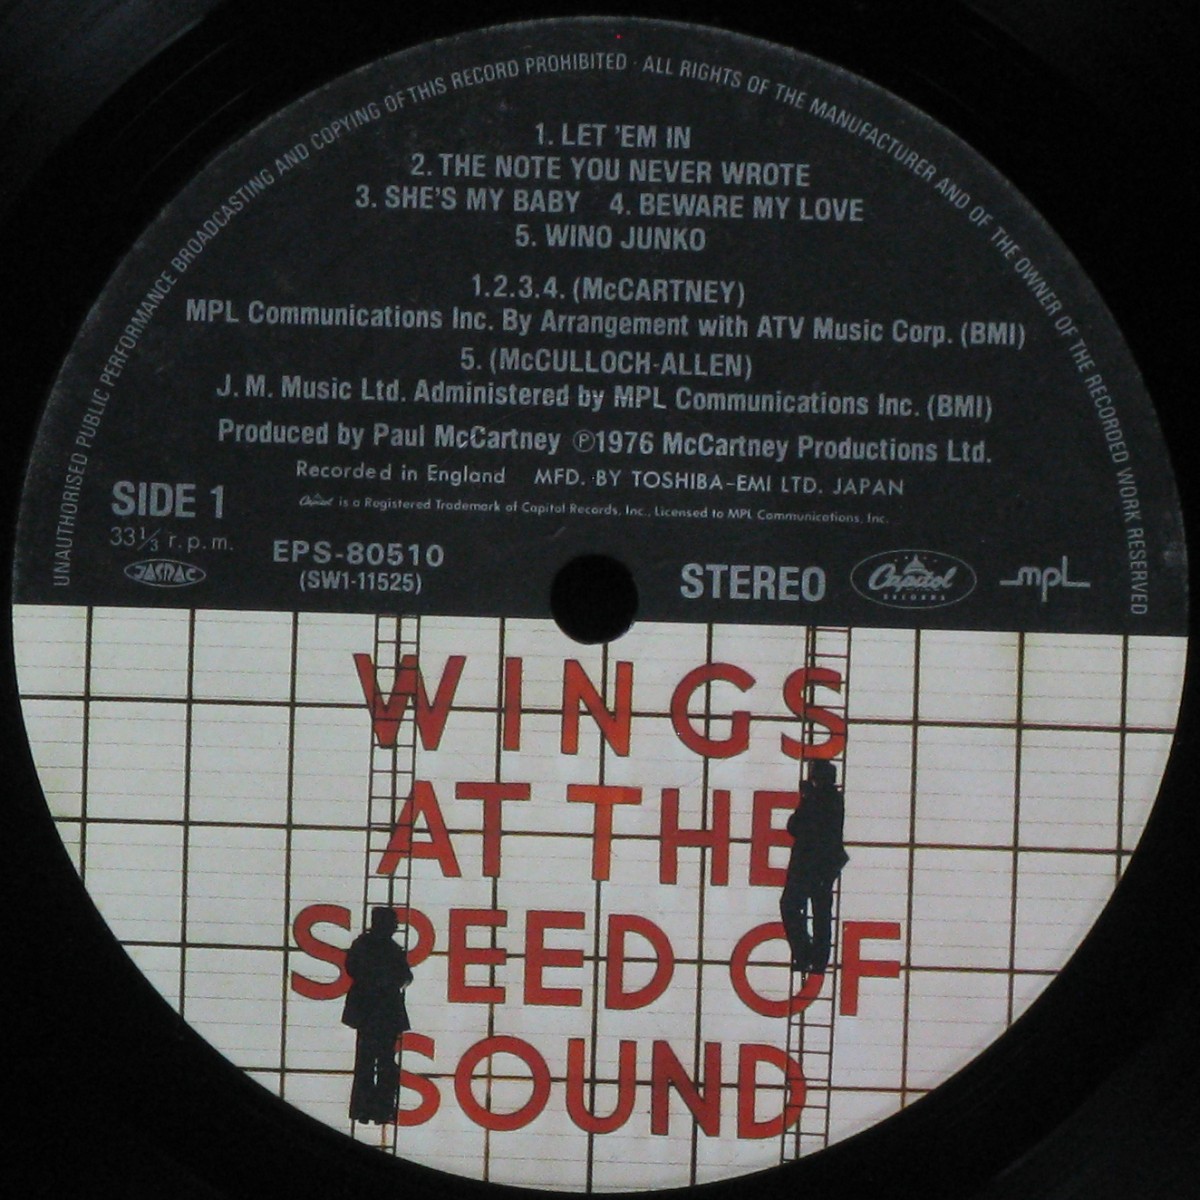 UNAUTHORISED PUBLIC PERFORMANCE BROADCASTING AND COPYING OF THIS RECORD PROHIBITED · ALL RIGHTS OF THE MANUFACTURER AND OF THE OWNER OF THE RECORDED WORK RESERVED
1. LET 'EM IN
2. THE NOTE YOU NEVER WROTE
3. SHE'S MY BABY 4. BEWARE MY LOVE
5. WINO JUNKO
1.2.3.4. (McCARTNEY)
MPL Communications Inc. By Arrangement with ATV Music Corp. (BMI)
5. (McCULLOCH-ALLEN)
J. M. Music Ltd. Administered by MPL Communications Inc. (BMI)
Produced by Paul McCartney ℗1976 McCartney Productions Ltd.
Recorded in England MFD. BY TOSHIBA-EMI LTD. JAPAN
Capitol is a Registered Trademark of Capitol Records, Inc., Licensed to MPL Communications, Inc.
SIDE 1
33 1/3 r.p.m.
JASRAC
EPS-80510
(SW1-11525)
STEREO
Capitol
RECORDS
mpl
WINGS
AT THE
SPEED OF
SOUND